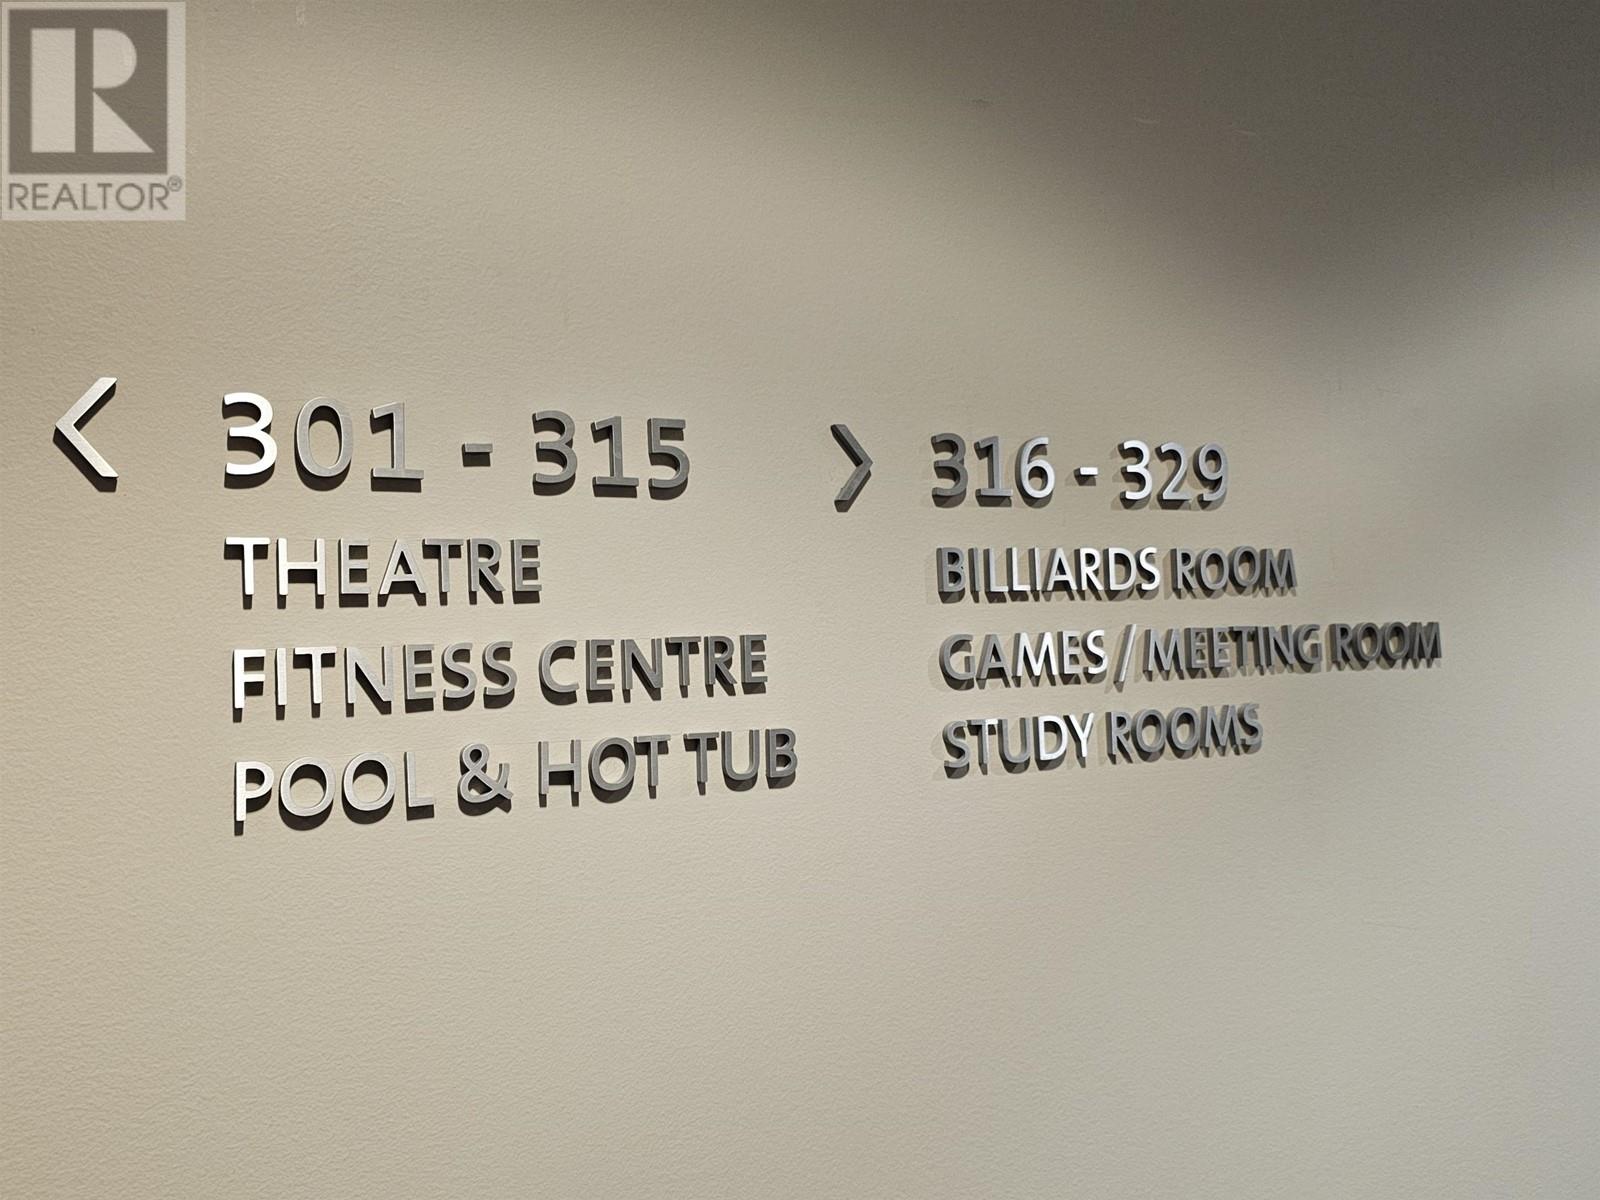 REALTOR®
< 301 - 315
THEATRE
FITNESS CENTRE
POOL & HOT TUB
> 316 - 329
BILLIARDS ROOM
GAMES / MEETING ROOM
STUDY ROOMS